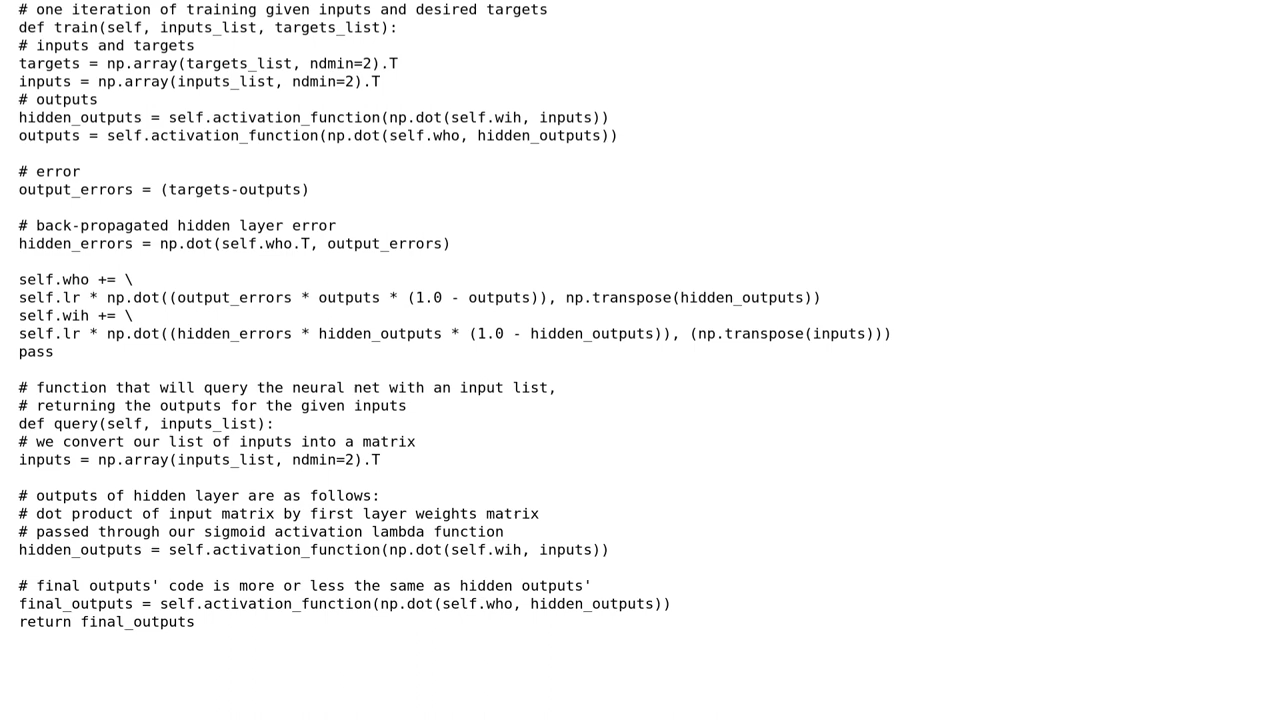 # one iteration of training given inputs and desired targets
def train(self, inputs_list, targets_list):
# inputs and targets
targets = np.array(targets_list, ndmin=2).T
inputs = np.array(inputs_list, ndmin=2).T
# outputs
hidden_outputs = self.activation_function(np.dot(self.wih, inputs))
outputs = self.activation_function(np.dot(self.who, hidden_outputs))

# error
output_errors = (targets-outputs)

# back-propagated hidden layer error
hidden_errors = np.dot(self.who.T, output_errors)

self.who += \
self.lr * np.dot((output_errors * outputs * (1.0 - outputs)), np.transpose(hidden_outputs))
self.wih += \
self.lr * np.dot((hidden_errors * hidden_outputs * (1.0 - hidden_outputs)), (np.transpose(inputs)))
pass

# function that will query the neural net with an input list,
# returning the outputs for the given inputs
def query(self, inputs_list):
# we convert our list of inputs into a matrix
inputs = np.array(inputs_list, ndmin=2).T

# outputs of hidden layer are as follows:
# dot product of input matrix by first layer weights matrix
# passed through our sigmoid activation lambda function
hidden_outputs = self.activation_function(np.dot(self.wih, inputs))

# final outputs' code is more or less the same as hidden outputs'
final_outputs = self.activation_function(np.dot(self.who, hidden_outputs))
return final_outputs